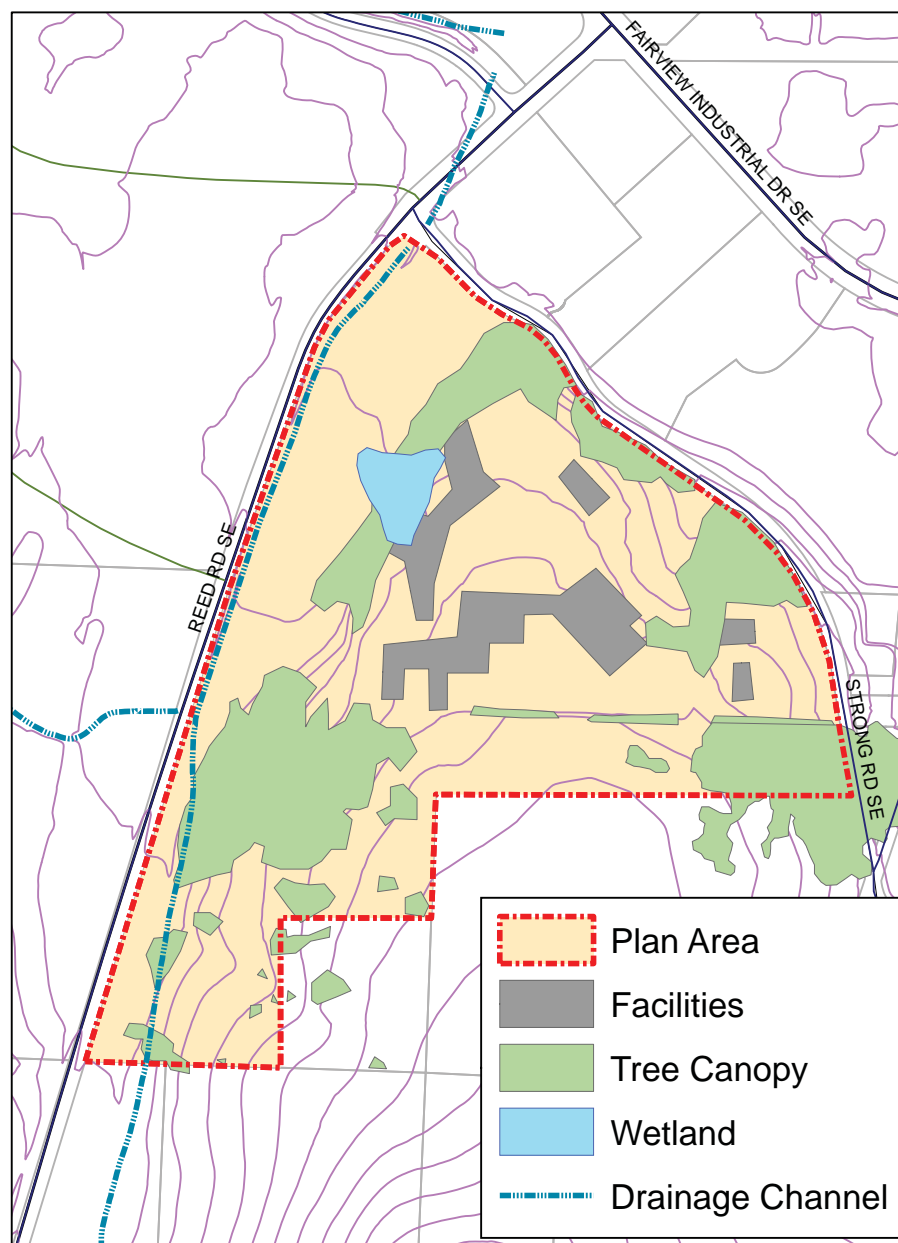 FAIRVIEW INDUSTRIAL DR SE
REED RD SE
STRONG RD SE
Plan Area
Facilities
Tree Canopy
Wetland
Drainage Channel